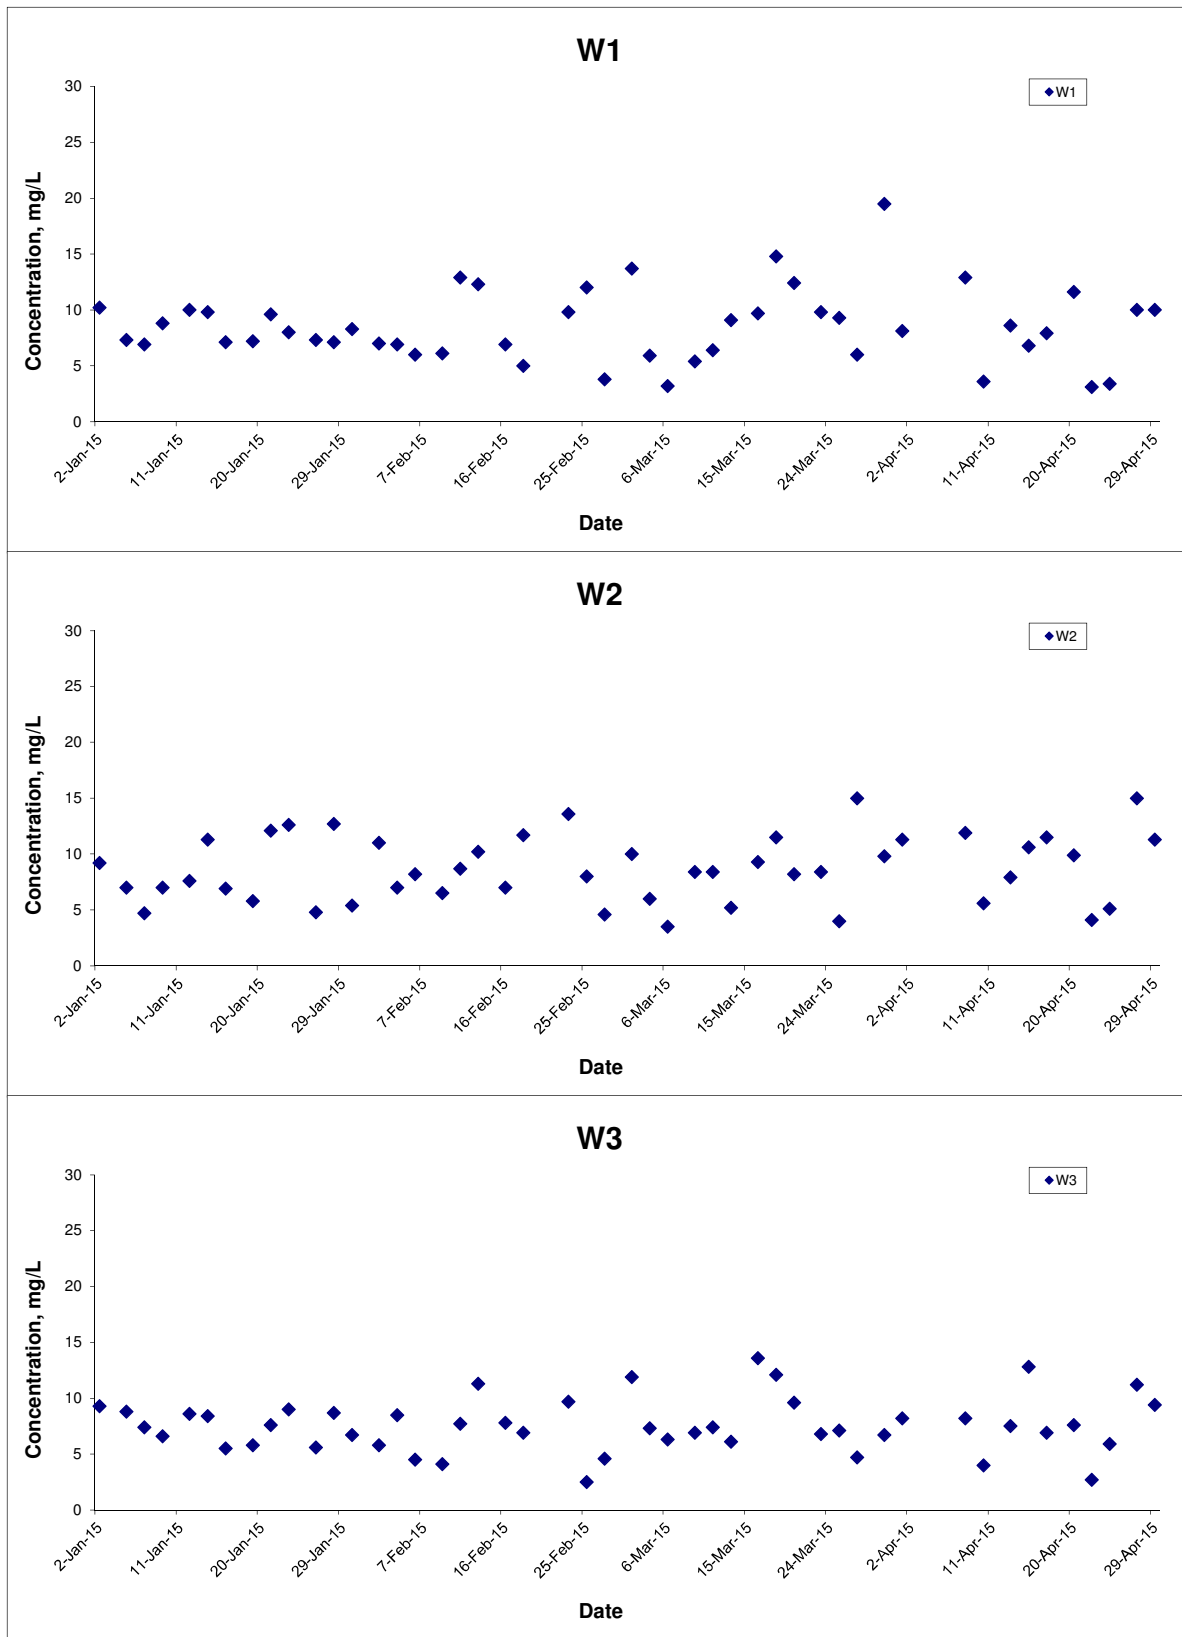 W1
W1
30
25
20
15
10
5
0
Concentration, mg/L
2-Jan-15
11-Jan-15
20-Jan-15
29-Jan-15
7-Feb-15
16-Feb-15
25-Feb-15
6-Mar-15
15-Mar-15
24-Mar-15
2-Apr-15
11-Apr-15
20-Apr-15
29-Apr-15
Date
W2
W2
30
25
20
15
10
5
0
Concentration, mg/L
2-Jan-15
11-Jan-15
20-Jan-15
29-Jan-15
7-Feb-15
16-Feb-15
25-Feb-15
6-Mar-15
15-Mar-15
24-Mar-15
2-Apr-15
11-Apr-15
20-Apr-15
29-Apr-15
Date
W3
W3
30
25
20
15
10
5
0
Concentration, mg/L
2-Jan-15
11-Jan-15
20-Jan-15
29-Jan-15
7-Feb-15
16-Feb-15
25-Feb-15
6-Mar-15
15-Mar-15
24-Mar-15
2-Apr-15
11-Apr-15
20-Apr-15
29-Apr-15
Date